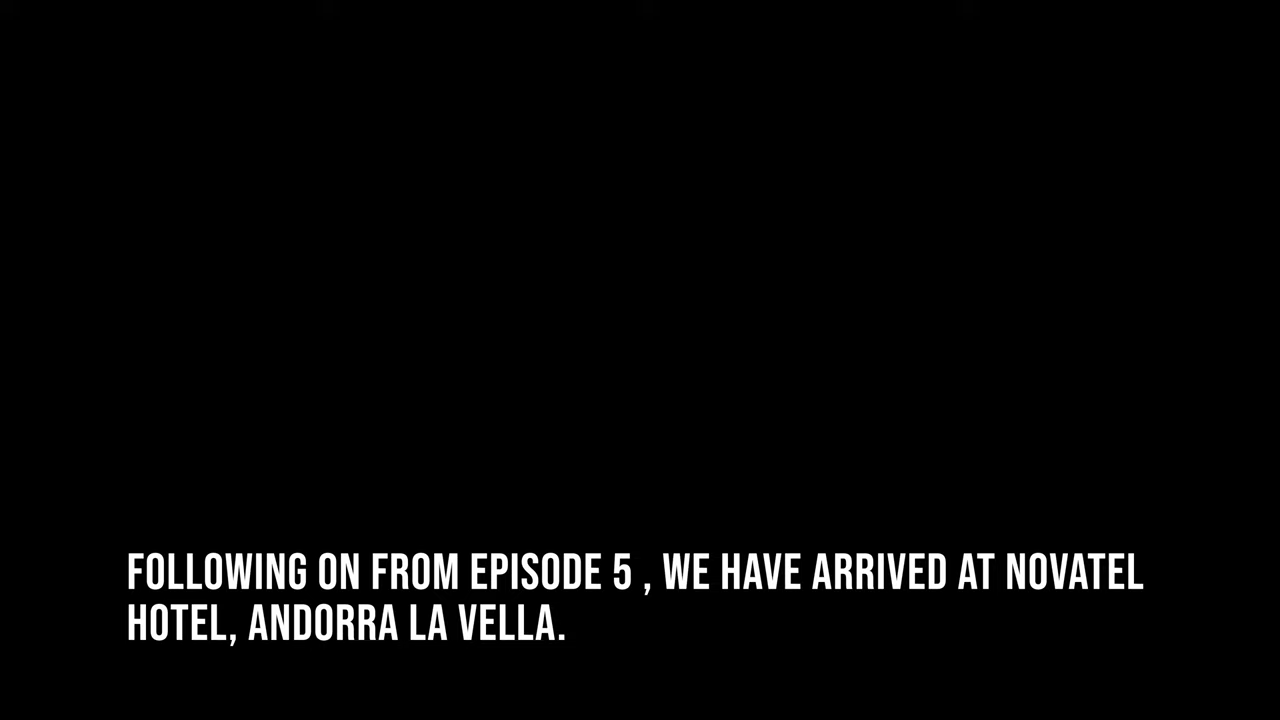 FOLLOWING ON FROM EPISODE 5 , WE HAVE ARRIVED AT NOVATEL
HOTEL, ANDORRA LA VELLA.